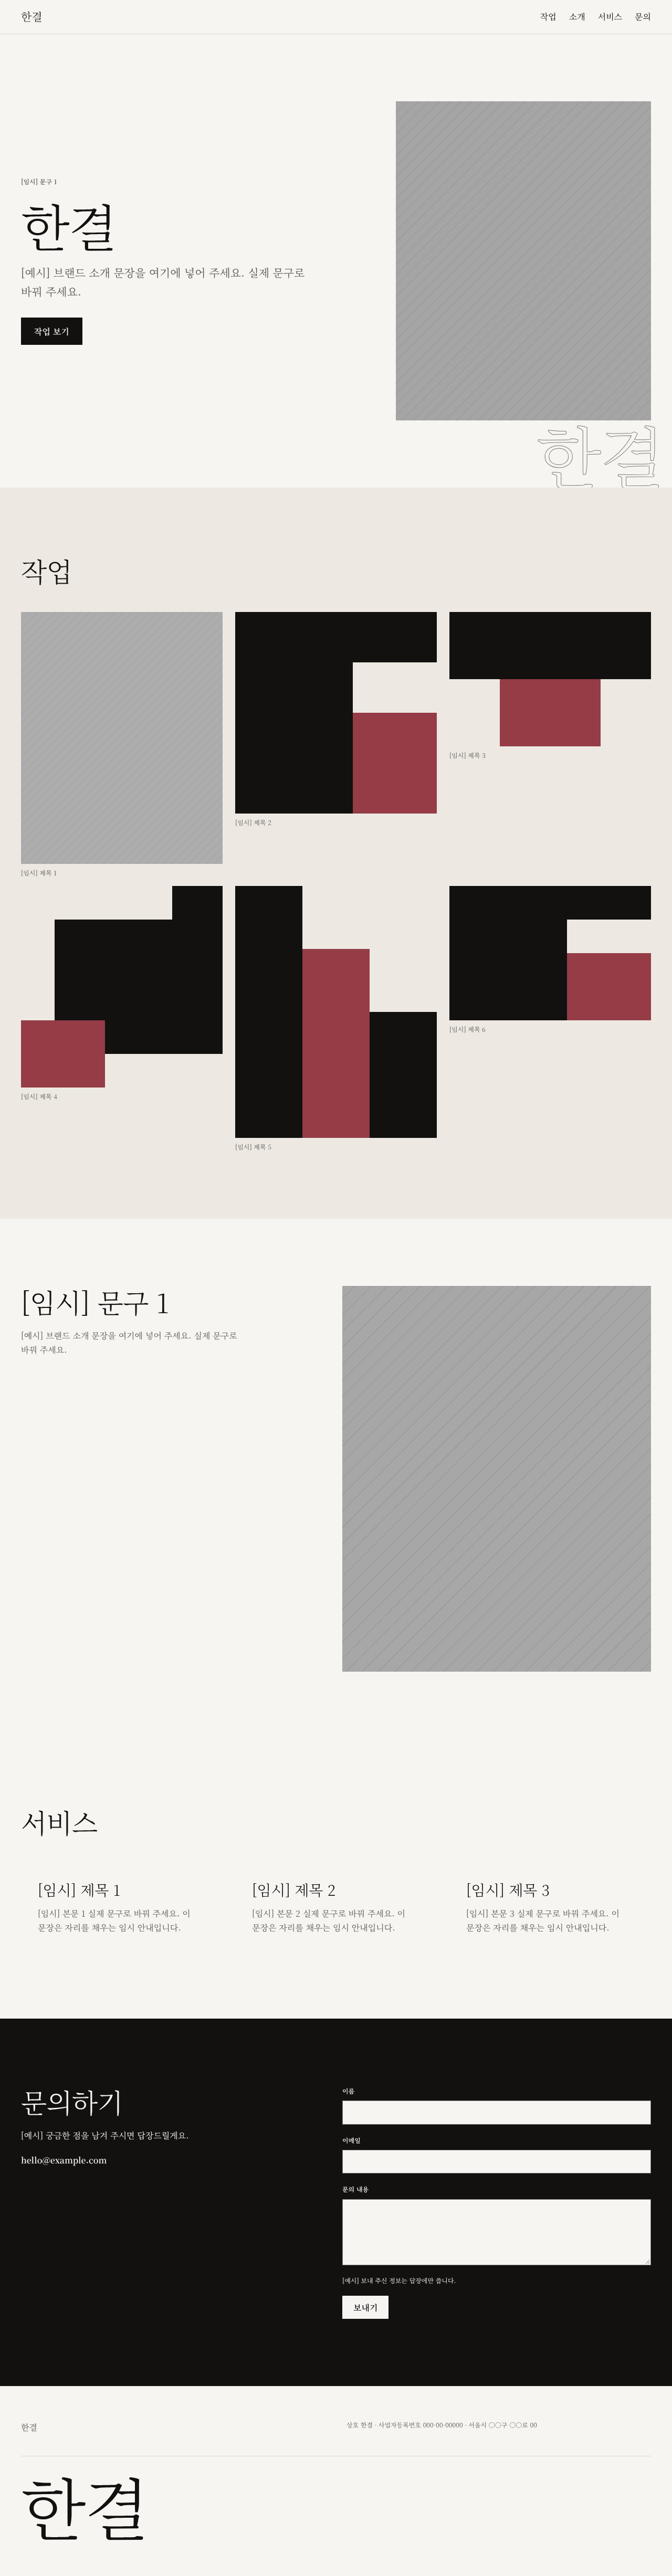 한결
작업 소개 서비스 문의
[임시] 문구 1
한결
[예시] 브랜드 소개 문장을 여기에 넣어 주세요. 실제 문구로
바꿔 주세요.
작업 보기
한결
작업
[임시] 제목 1
[임시] 제목 2
[임시] 제목 3
[임시] 제목 4
[임시] 제목 5
[임시] 제목 6
[임시] 문구 1
[예시] 브랜드 소개 문장을 여기에 넣어 주세요. 실제 문구로
바꿔 주세요.
서비스
[임시] 제목 1
[임시] 본문 1 실제 문구로 바꿔 주세요. 이
문장은 자리를 채우는 임시 안내입니다.
[임시] 제목 2
[임시] 본문 2 실제 문구로 바꿔 주세요. 이
문장은 자리를 채우는 임시 안내입니다.
[임시] 제목 3
[임시] 본문 3 실제 문구로 바꿔 주세요. 이
문장은 자리를 채우는 임시 안내입니다.
문의하기
[예시] 궁금한 점을 남겨 주시면 답장드릴게요.
hello@example.com
이름
이메일
문의 내용
[예시] 보내 주신 정보는 답장에만 씁니다.
보내기
한결
상호 한결 · 사업자등록번호 000-00-00000 · 서울시 ○○구 ○○로 00
한결